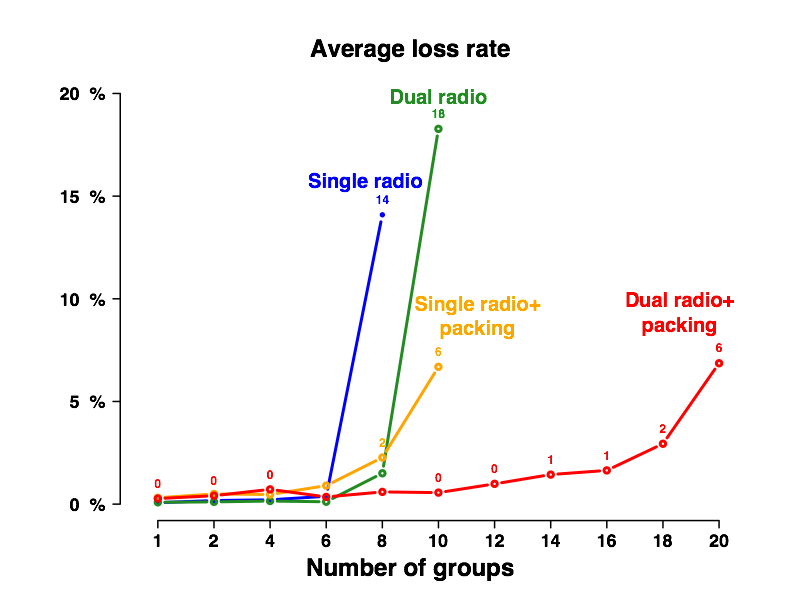 Average loss rate
20 %
Dual radio
18
Single radio
14
15 %
10 %
Single radio+
packing
6
Dual radio+
packing
6
5 %
2
2
1
1
0
0
0
0
0
0 %
1 2 4 6 8 10 12 14 16 18 20
Number of groups